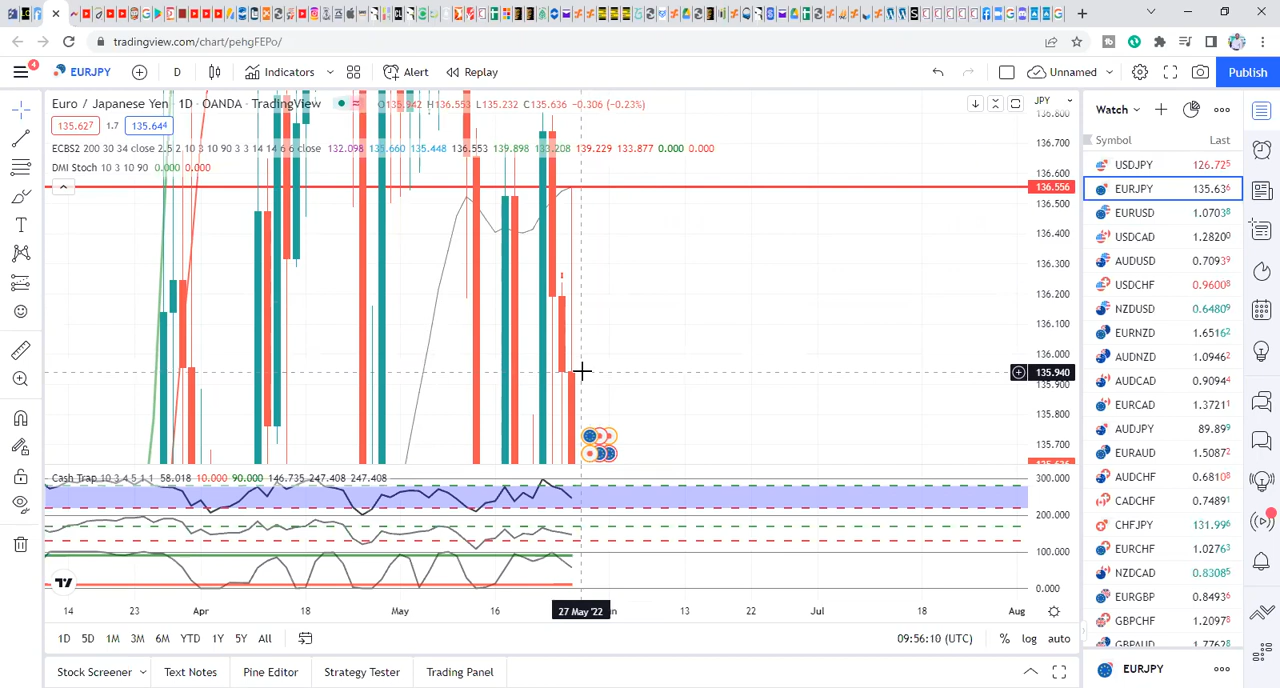 tradingview.com/chart/pehgFEPo/
4 EURJPY D Indicators Alert Replay Unnamed Publish
Euro / Japanese Yen · 1D · OANDA · TradingView O135.942 H136.553 L135.232 C135.636 −0.306 (−0.23%) JPY
135.627 1.7 135.644
ECBS2 200 30 34 close 2.5 2 10 3 10 90 3 3 14 14 6 6 close 132.098 135.660 135.448 136.553 139.898 133.208 139.229 133.877 0.000 0.000
DMI Stoch 10 3 10 90 0.000 0.000
136.800
136.700
136.600
136.556
136.500
136.400
136.300
136.200
136.100
136.000
135.940
135.900
135.800
135.700
Cash Trap 10 3 4 5 1 1 58.018 10.000 90.000 146.735 247.408 247.408
300.000
200.000
100.000
0.000
14 23 Apr 18 May 16 27 May '22 13 22 Jul 18 Aug
1D 5D 1M 3M 6M YTD 1Y 5Y All 09:56:10 (UTC) % log auto
Stock Screener Text Notes Pine Editor Strategy Tester Trading Panel
Watch
Symbol Last
USDJPY 126.725
EURJPY 135.636
EURUSD 1.07038
USDCAD 1.28200
AUDUSD 0.70939
USDCHF 0.96008
NZDUSD 0.64809
EURNZD 1.65162
AUDNZD 1.09462
AUDCAD 0.90944
EURCAD 1.37211
AUDJPY 89.899
EURAUD 1.50872
AUDCHF 0.68108
CADCHF 0.74891
CHFJPY 131.996
EURCHF 1.02763
NZDCAD 0.83085
EURGBP 0.84936
GBPCHF 1.20978
GBPAUD 1.77628
EURJPY